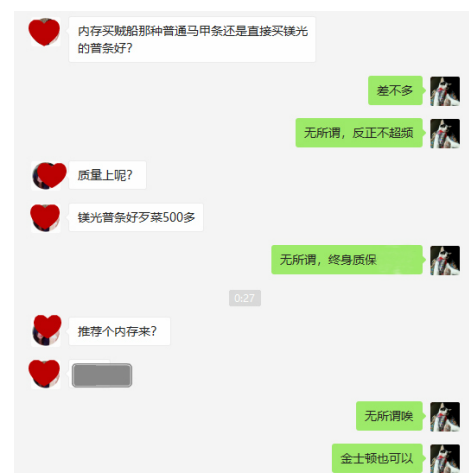 内存买贼船那种普通马甲条还是直接买镁光
的普条好?
差不多
无所谓，反正不超频
质量上呢?
镁光普条好歹菜500多
无所谓，终身质保
0:27
推荐个内存来?
无所谓唉
金士顿也可以